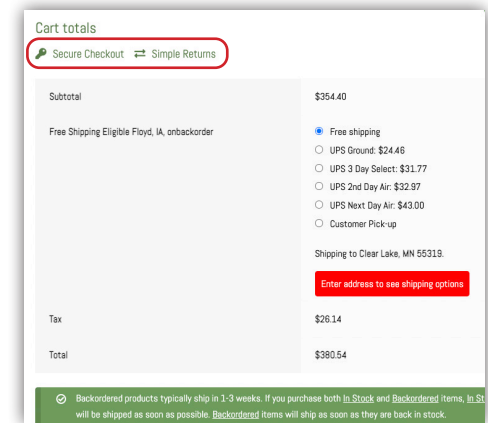 Cart totals
Secure Checkout Simple Returns
Subtotal $354.40
Free Shipping Eligible Floyd, IA, onbackorder Free shipping
UPS Ground: $24.46
UPS 3 Day Select: $31.77
UPS 2nd Day Air: $32.97
UPS Next Day Air: $43.00
Customer Pick-up
Shipping to Clear Lake, MN 55319.
Enter address to see shipping options
Tax $26.14
Total $380.54
Backordered products typically ship in 1-3 weeks. If you purchase both In Stock and Backordered items, In St
will be shipped as soon as possible. Backordered items will ship as soon as they are back in stock.